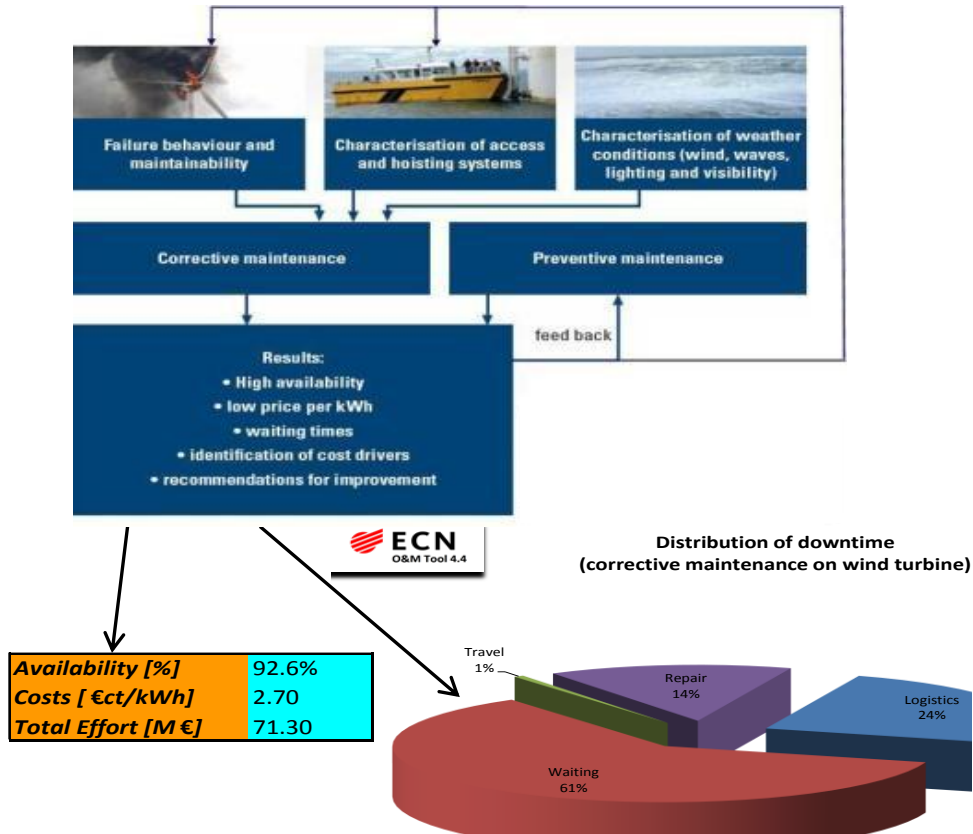 Failure behaviour and
maintainability
Characterisation of access
and hoisting systems
Characterisation of weather
conditions (wind, waves,
lighting and visibility)
Corrective maintenance
Preventive maintenance
feed back
Results:
• High availability
• low price per kWh
• waiting times
• identification of cost drivers
• recommendations for improvement
ECN
O&M Tool 4.4
Distribution of downtime
(corrective maintenance on wind turbine)
Availability [%] 92.6%
Costs [ €ct/kWh] 2.70
Total Effort [M €] 71.30
Travel
1%
Repair
14%
Logistics
24%
Waiting
61%